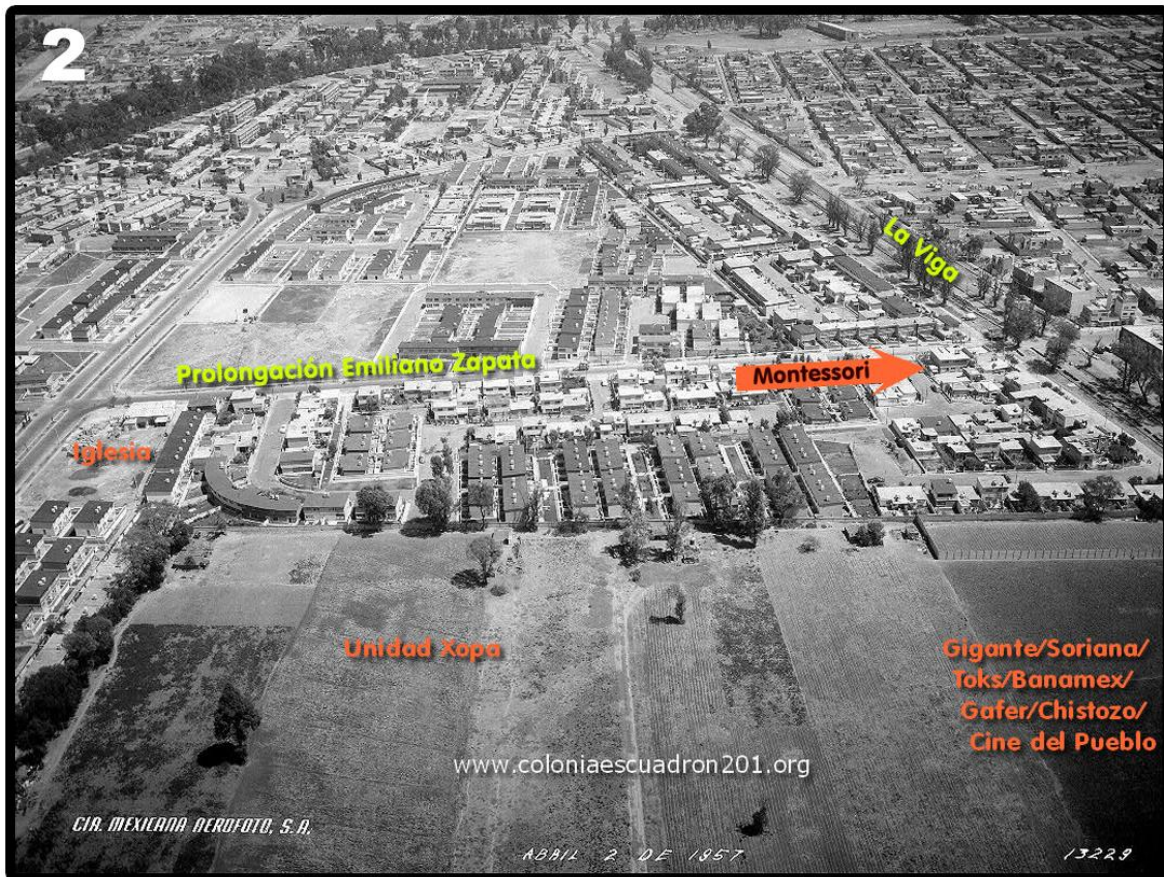 2
La Viga
Prolongación Emiliano Zapata
Montessori
Iglesia
Unidad Xopa
Gigante/Soriana/
Toks/Banamex/
Gafer/Chistozo/
Cine del Pueblo
www.coloniaescuadron201.org
CIA. MEXICANA AEROFOTO, S.A.
ABRIL 2 DE 1957
13229